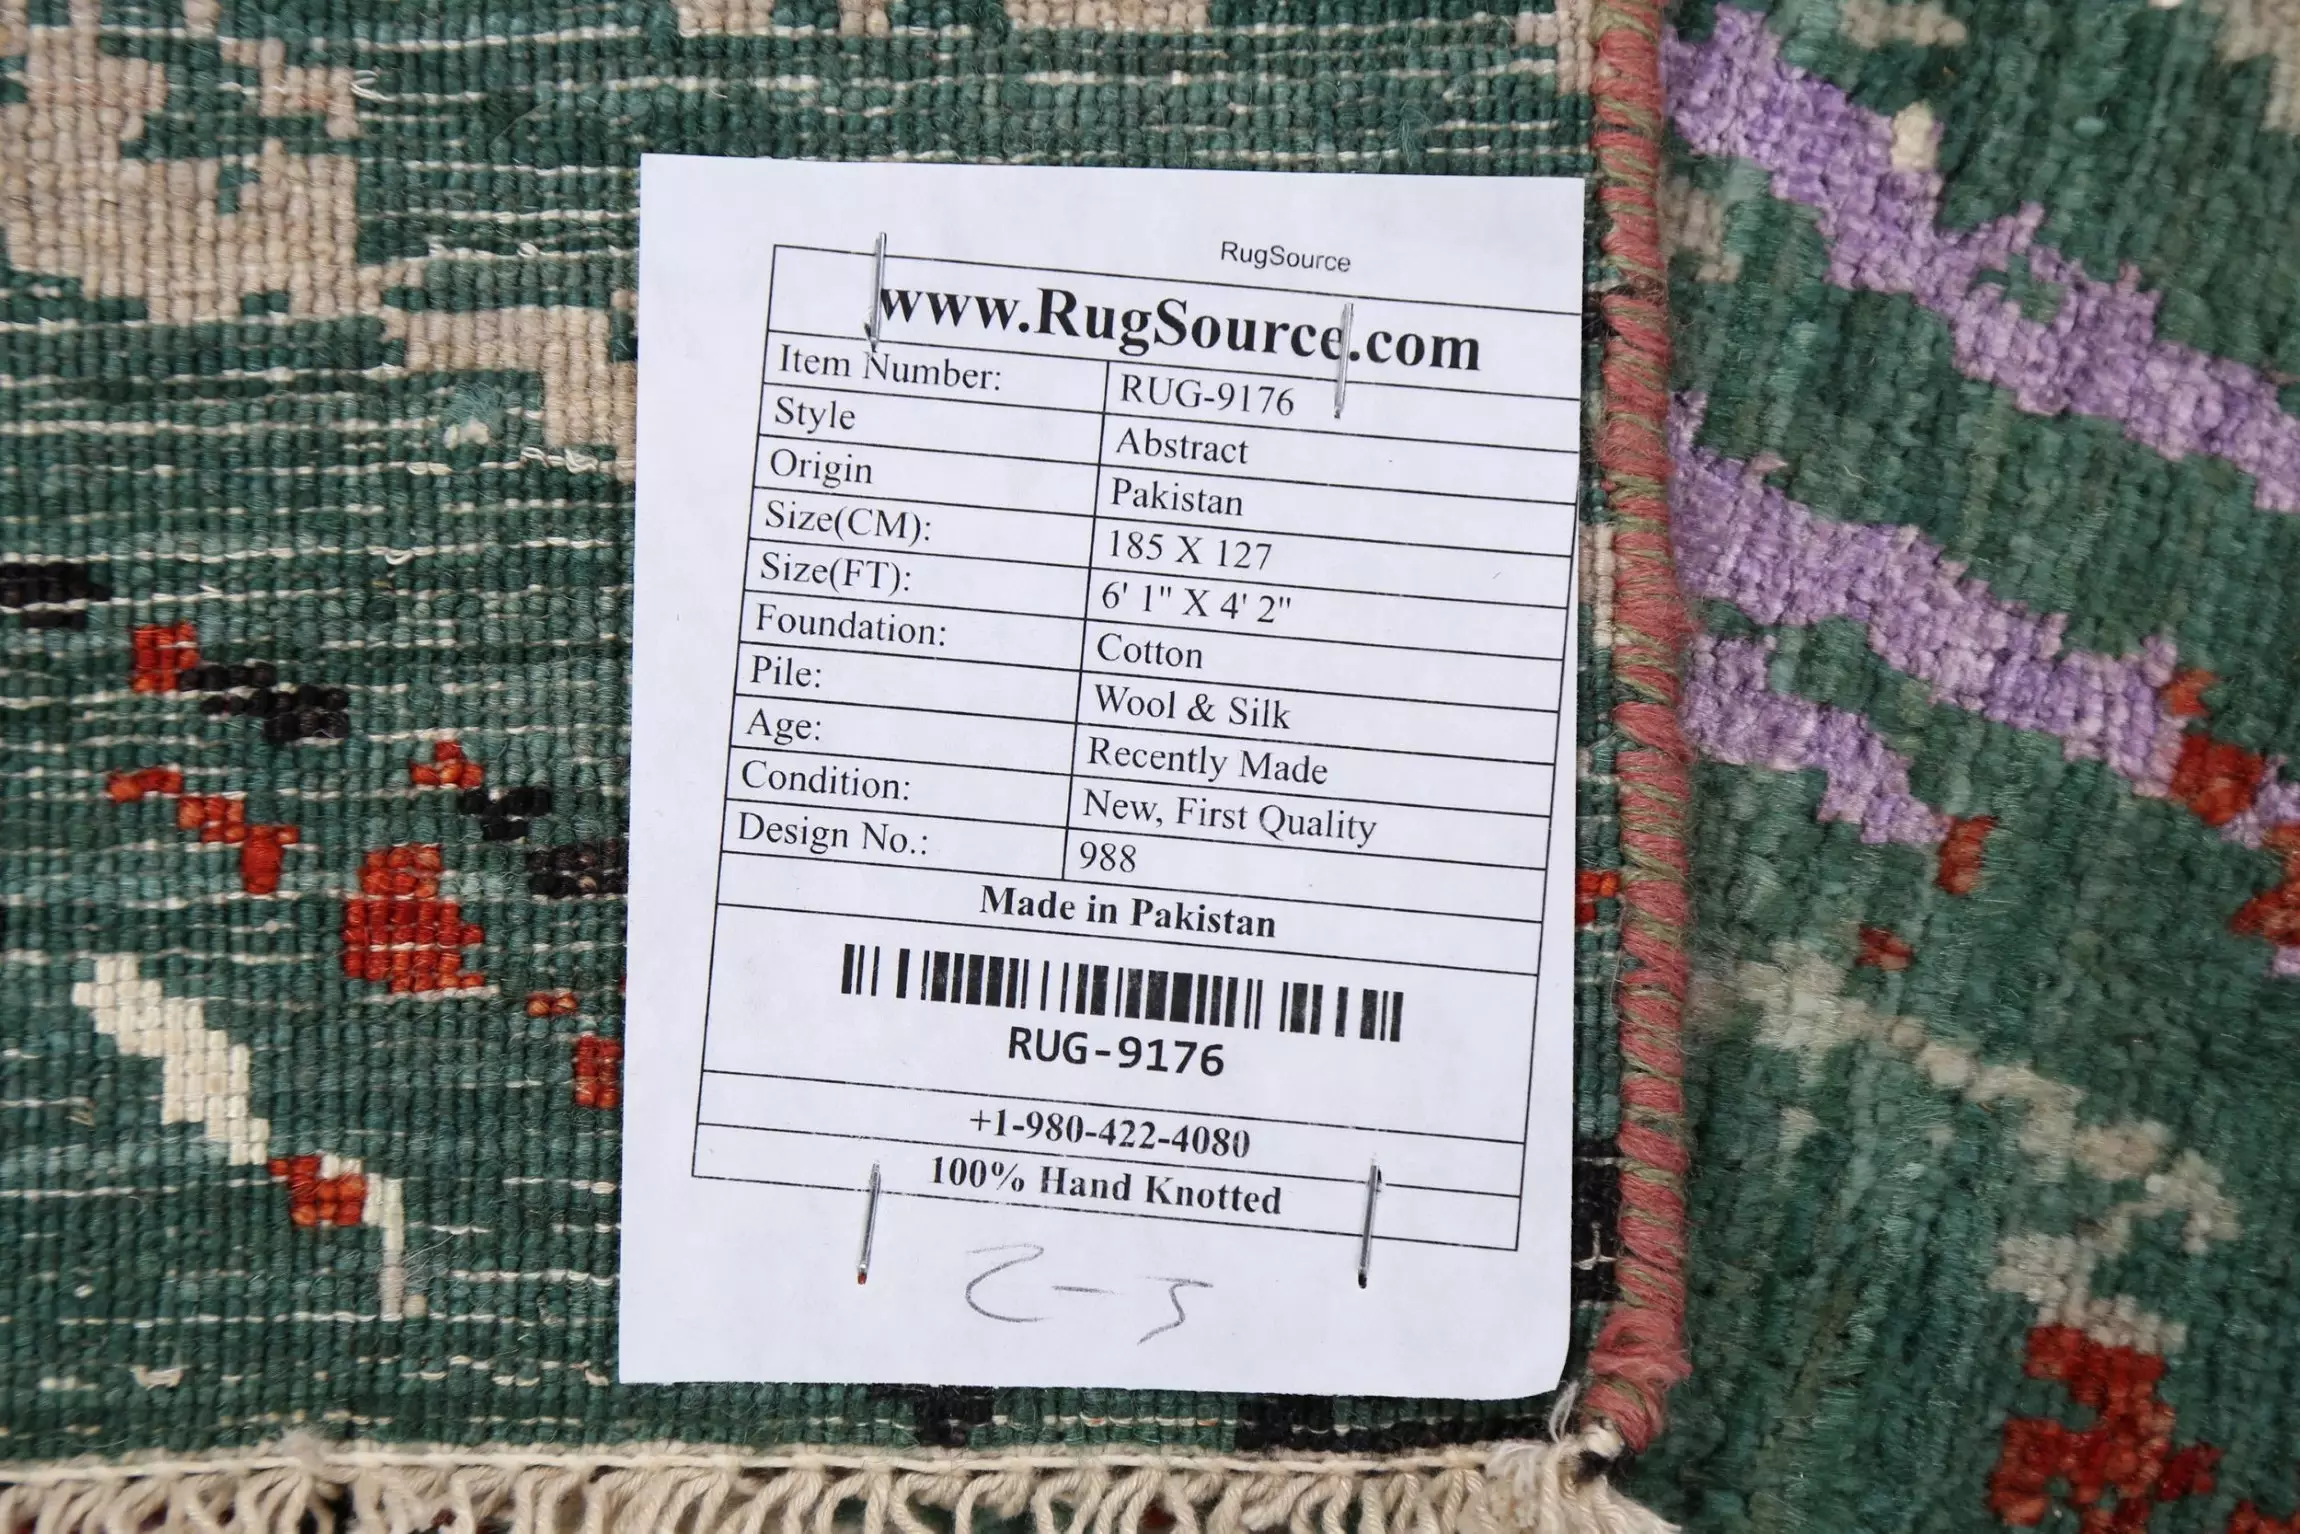 RugSource
www.RugSource.com
Item Number: RUG-9176
Style Abstract
Origin Pakistan
Size(CM): 185 X 127
Size(FT): 6' 1" X 4' 2"
Foundation: Cotton
Pile: Wool & Silk
Age: Recently Made
Condition: New, First Quality
Design No.: 988
Made in Pakistan
RUG-9176
+1-980-422-4080
100% Hand Knotted